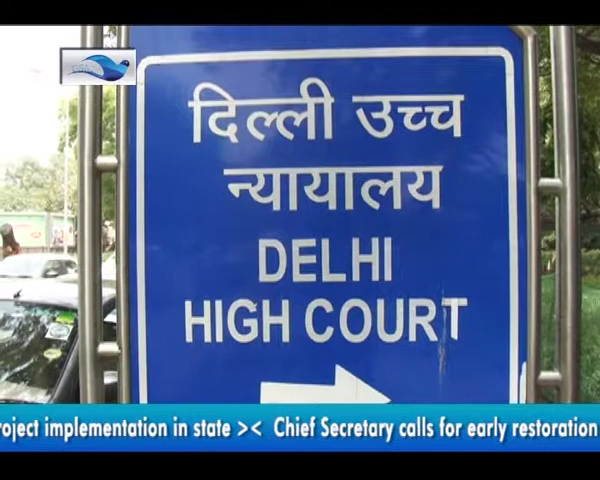 दिल्ली उच्च
न्यायालय
DELHI
HIGH COURT
roject implementation in state >< Chief Secretary calls for early restoration